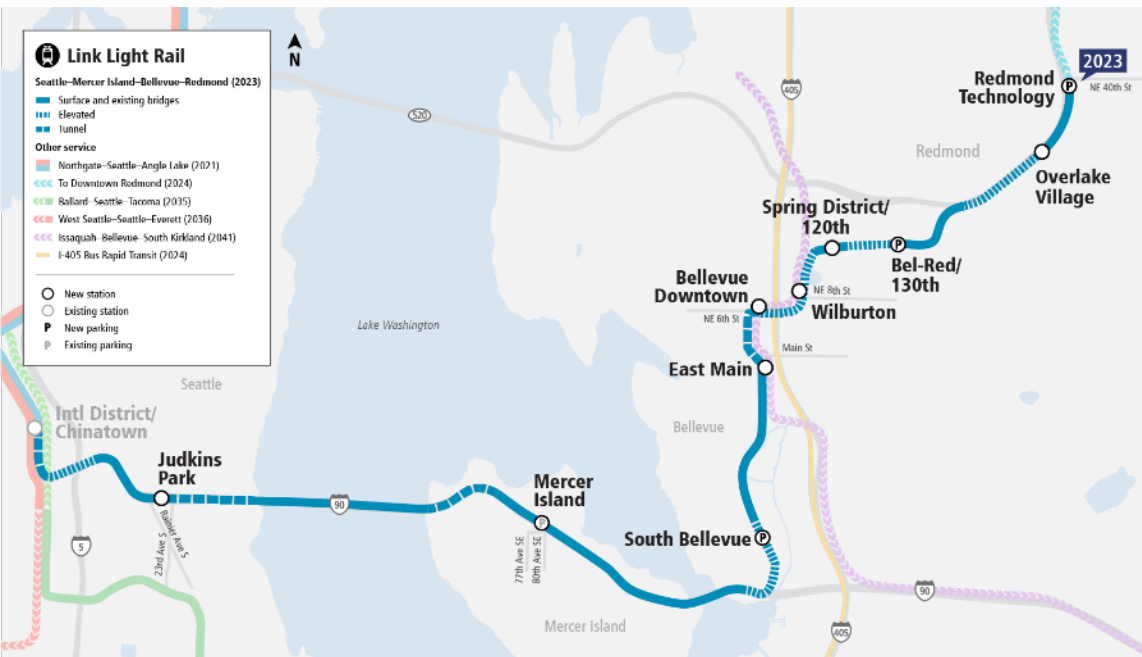 Link Light Rail
Seattle–Mercer Island–Bellevue–Redmond (2023)
Surface and existing bridges
Elevated
Tunnel
Other service
Northgate–Seattle–Angle Lake (2021)
To Downtown Redmond (2024)
Ballard–Seattle–Tacoma (2035)
West Seattle–Seattle–Everett (2036)
Issaquah–Bellevue–South Kirkland (2041)
I-405 Bus Rapid Transit (2024)
New station
Existing station
P New parking
P Existing parking
N
520
405
2023
Redmond
Technology
P
NE 40th St
Redmond
Overlake
Village
Spring District/
120th
P
Bel-Red/
130th
Bellevue
Downtown
NE 8th St
Wilburton
NE 6th St
Main St
East Main
Lake Washington
Seattle
Intl District/
Chinatown
Bellevue
Judkins
Park
Mercer
Island
P
90
South Bellevue
P
5
23rd Ave S
Rainier Ave S
77th Ave SE
80th Ave SE
90
Mercer Island
405